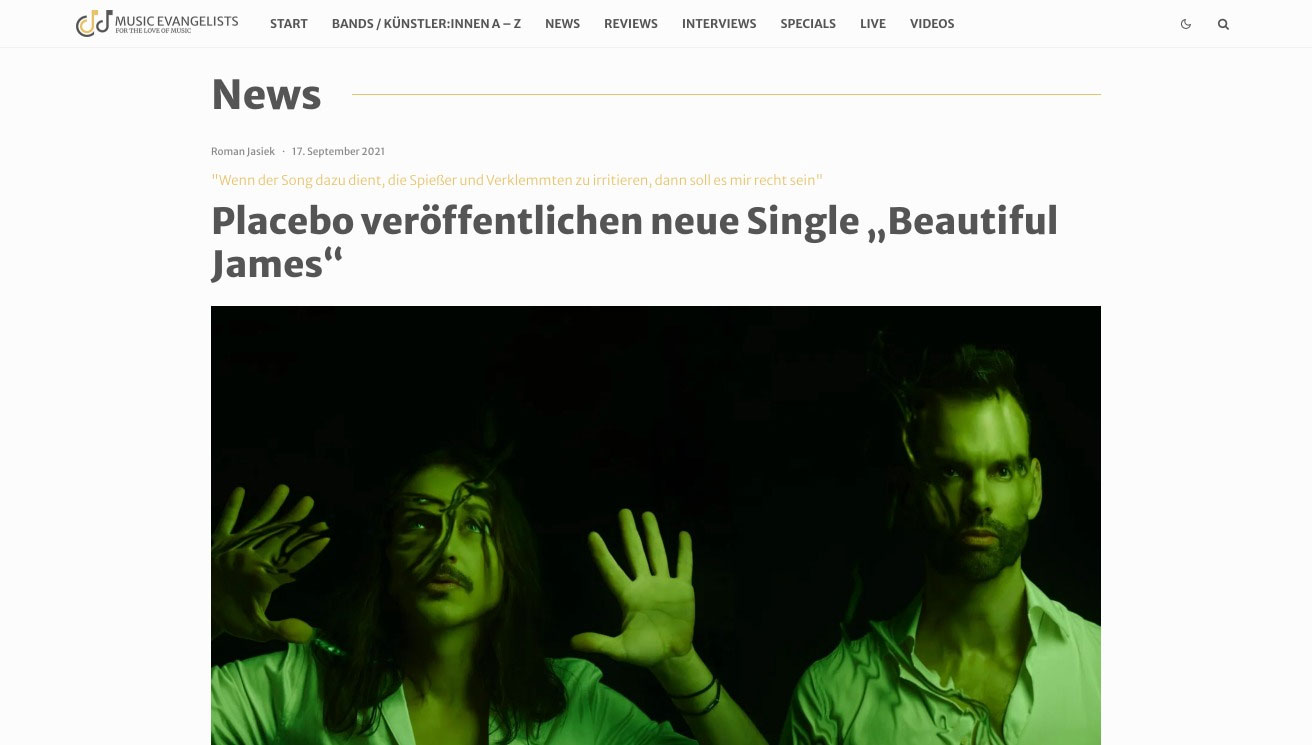 MUSIC EVANGELISTS
FOR THE LOVE OF MUSIC
START BANDS / KÜNSTLER:INNEN A – Z NEWS REVIEWS INTERVIEWS SPECIALS LIVE VIDEOS
News
Roman Jasiek · 17. September 2021
"Wenn der Song dazu dient, die Spießer und Verklemmten zu irritieren, dann soll es mir recht sein"
Placebo veröffentlichen neue Single „Beautiful
James“